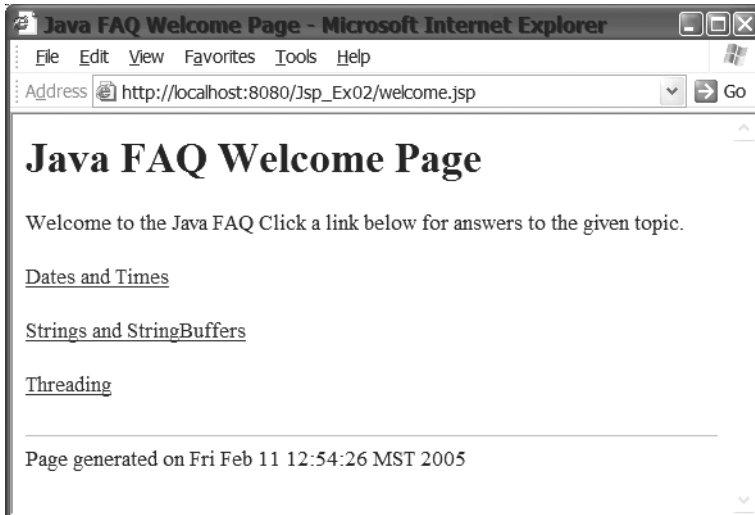 Java FAQ Welcome Page - Microsoft Internet Explorer
File Edit View Favorites Tools Help
Address http://localhost:8080/Jsp_Ex02/welcome.jsp Go
Java FAQ Welcome Page
Welcome to the Java FAQ Click a link below for answers to the given topic.
Dates and Times
Strings and StringBuffers
Threading
Page generated on Fri Feb 11 12:54:26 MST 2005